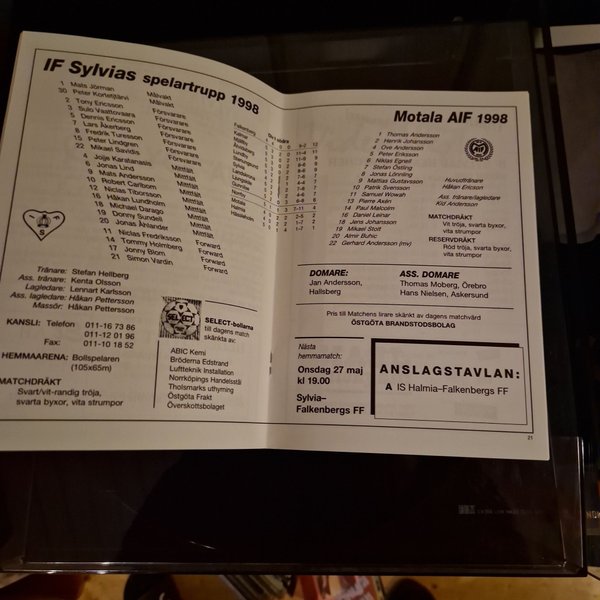 IF Sylvias spelartrupp 1998
1 Mats Jörman Målvakt
30 Peter Kortetjärvi Målvakt
2 Tony Ericsson Försvarare
3 Sulo Vaattovaara Försvarare
5 Dennis Ericsson Försvarare
7 Lars Åkerberg Försvarare
8 Fredrik Turesson Försvarare
15 Peter Lindgren Försvarare
22 Mikael Savidis Försvarare
4 Jojje Karatanasis Mittfält
6 Jonas Lind Mittfält
9 Mats Andersson Mittfält
10 Robert Carlbom Mittfält
12 Niclas Tiborsson Mittfält
16 Håkan Lundholm Mittfält
18 Michael Darago Mittfält
19 Donny Sundell Mittfält
20 Jonas Ählander Mittfält
11 Niclas Fredriksson Forward
14 Tommy Holmberg Forward
17 Jonny Blom Forward
21 Simon Vardin Forward
Tränare: Stefan Hellberg
Ass. tränare: Kenta Olsson
Lagledare: Lennart Karlsson
Ass. lagledare: Håkan Pettersson
Massör: Håkan Pettersson
KANSLI: Telefon 011-16 73 86
011-12 01 96
Fax: 011-10 18 52
HEMMAARENA: Bollspelaren
(105x65m)
MATCHDRÄKT
Svart/vit-randig tröja,
svarta byxor, vita strumpor
SELECT
SELECT-bollarna
till dagens match
skänkta av:
ABIC Kemi
Bröderna Edstrand
Luftteknik Installation
Norrköpings Handelsstål
Tholsmarks uthyrning
Östgöta Frakt
Överskottsbolaget
Motala AIF 1998
1 Thomas Andersson
2 Henrik Johansson
4 Ove Andersson
5 Peter Eriksson
6 Niklas Egnell
7 Stefan Östling
8 Jonas Lönnling
9 Mattias Gustavsson
10 Patrik Svensson
11 Samuel Wowah
13 Pierre Axén
14 Paul Malcolm
16 Daniel Leinar
18 Jens Johansson
19 Mikael Stolt
20 Almir Buhic
22 Gerhard Andersson (mv)
Huvudtränare
Håkan Ericson
Ass. tränare/lagledare
Kid Andersson
MATCHDRÄKT
Vit tröja, svarta byxor,
vita strumpor
RESERVDRÄKT
Röd tröja, svarta byxor,
vita strumpor
DOMARE:
Jan Andersson,
Hallsberg
ASS. DOMARE
Thomas Moberg, Örebro
Hans Nielsen, Askersund
Pris till Matchens lirare skänkt av dagens matchvärd
ÖSTGÖTA BRANDSTODSBOLAG
Nästa
hemmamatch:
Onsdag 27 maj
kl 19.00
Sylvia–
Falkenbergs FF
ANSLAGSTAVLAN:
A IS Halmia–Falkenbergs FF
21